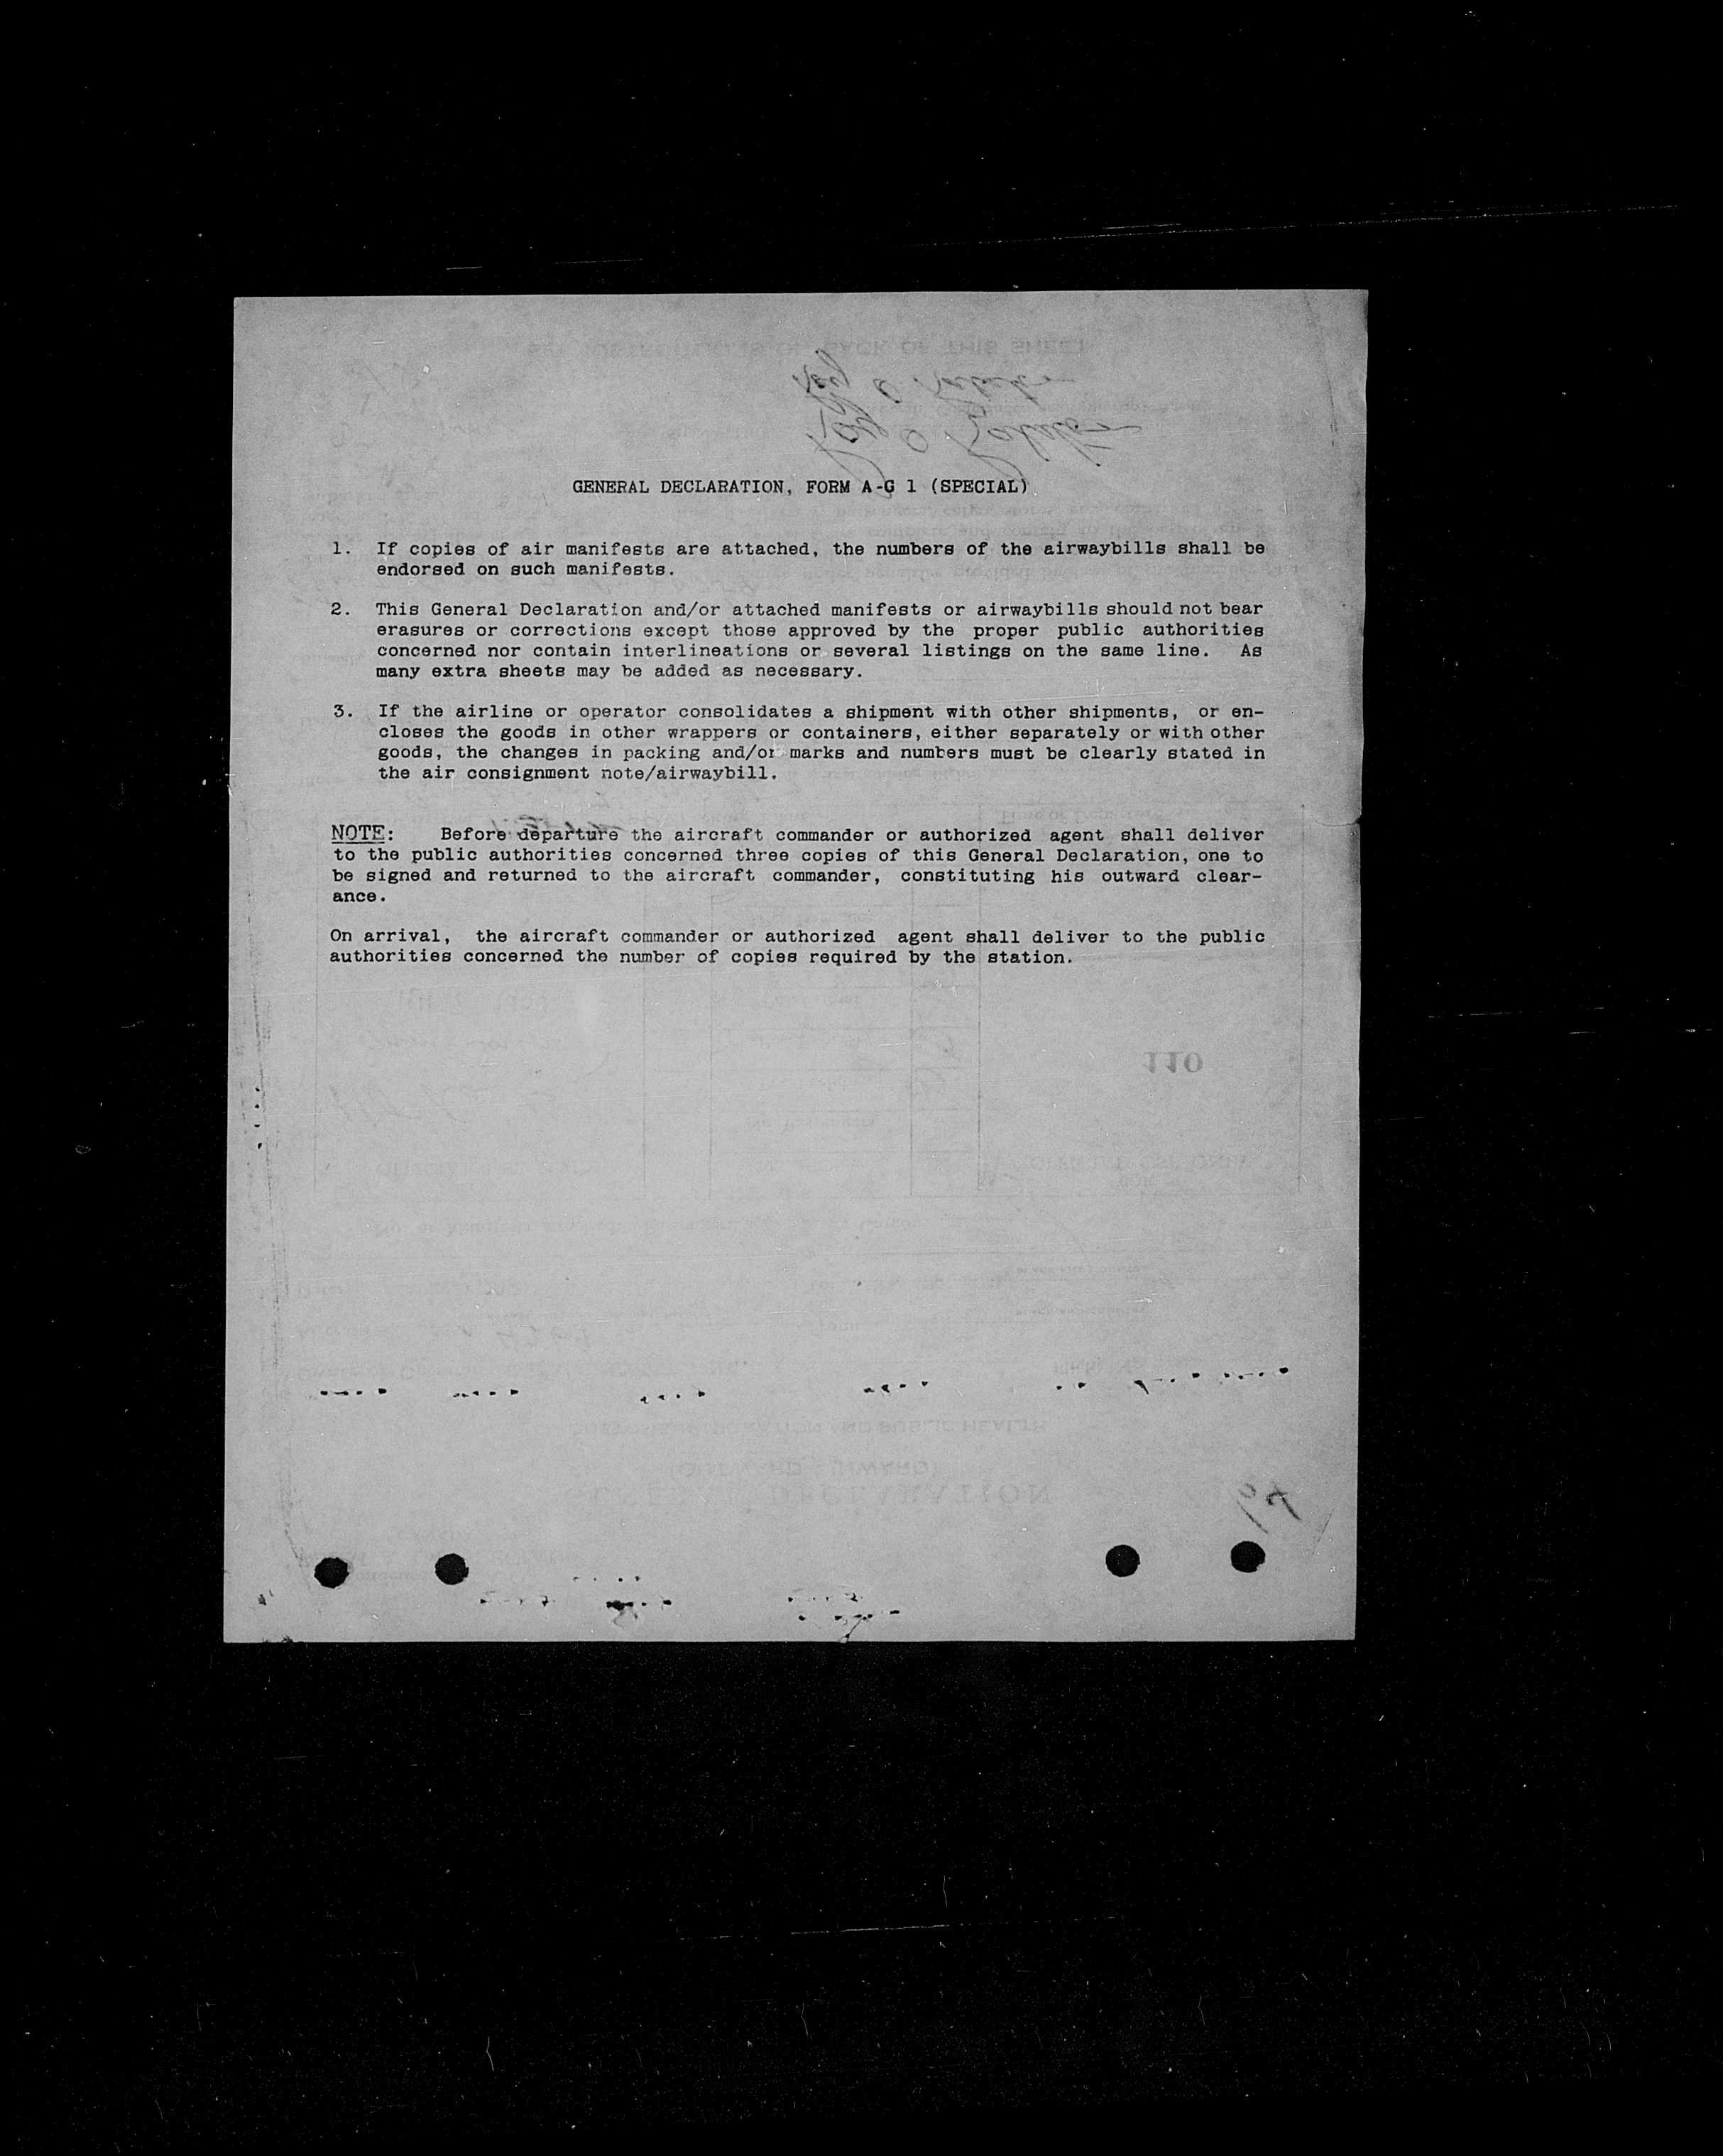 GENERAL DECLARATION, FORM A-G 1 (SPECIAL)
1. If copies of air manifests are attached, the numbers of the airwaybills shall be
endorsed on such manifests.
2. This General Declaration and/or attached manifests or airwaybills should not bear
erasures or corrections except those approved by the proper public authorities
concerned nor contain interlineations or several listings on the same line. As
many extra sheets may be added as necessary.
3. If the airline or operator consolidates a shipment with other shipments, or en-
closes the goods in other wrappers or containers, either separately or with other
goods, the changes in packing and/or marks and numbers must be clearly stated in
the air consignment note/airwaybill.
NOTE: Before departure the aircraft commander or authorized agent shall deliver
to the public authorities concerned three copies of this General Declaration, one to
be signed and returned to the aircraft commander, constituting his outward clear-
ance.
On arrival, the aircraft commander or authorized agent shall deliver to the public
authorities concerned the number of copies required by the station.
110